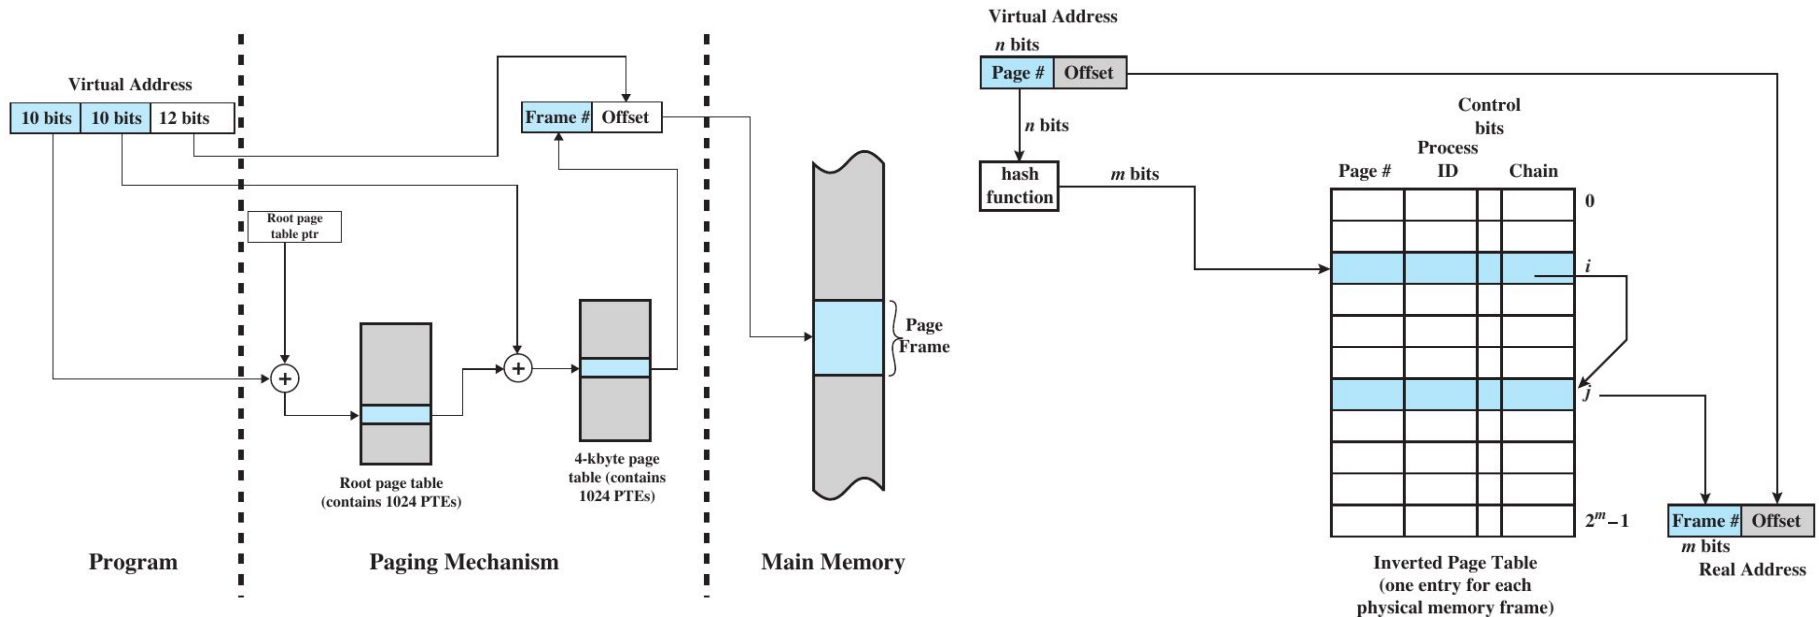 Virtual Address
10 bits
10 bits
12 bits
Frame #
Offset
Root page
table ptr
+
+
Page
Frame
Root page table
(contains 1024 PTEs)
4-kbyte page
table (contains
1024 PTEs)
Program
Paging Mechanism
Main Memory
Virtual Address
n bits
Page #
Offset
n bits
hash
function
m bits
Control
bits
Process
Page #
ID
Chain
0
i
j
2^m – 1
Frame #
Offset
m bits
Real Address
Inverted Page Table
(one entry for each
physical memory frame)